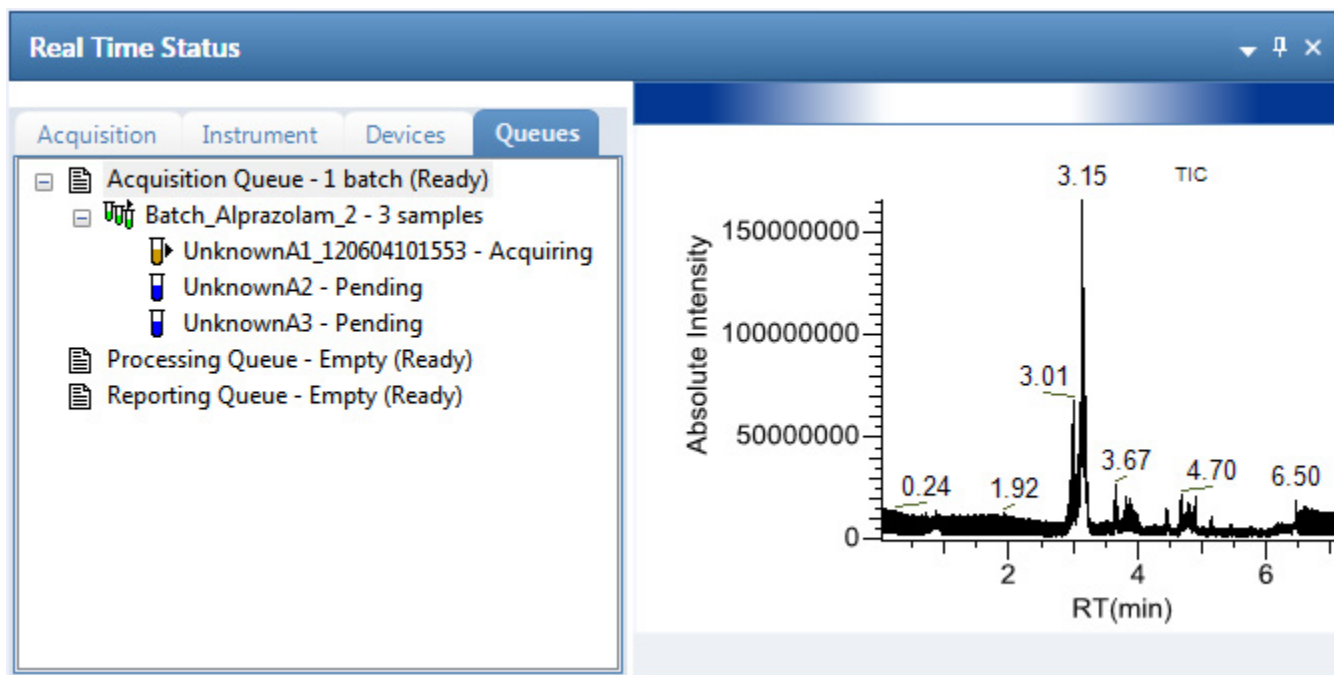 Real Time Status
Acquisition Instrument Devices Queues
Acquisition Queue - 1 batch (Ready)
Batch_Alprazolam_2 - 3 samples
UnknownA1_120604101553 - Acquiring
UnknownA2 - Pending
UnknownA3 - Pending
Processing Queue - Empty (Ready)
Reporting Queue - Empty (Ready)
3.15 TIC
150000000
100000000
50000000
0
Absolute Intensity
3.01
3.67
4.70
6.50
0.24
1.92
2 4 6
RT(min)